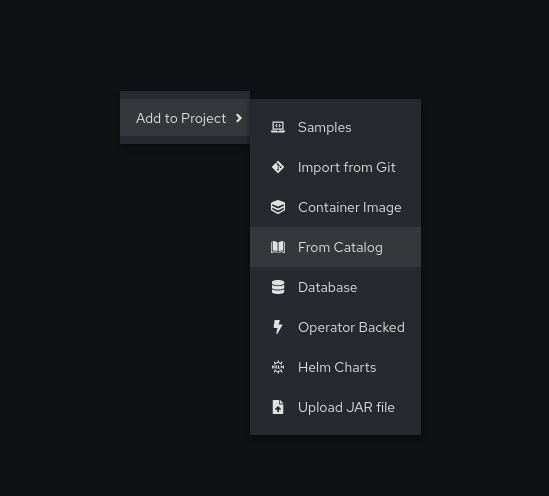 Add to Project
Samples
Import from Git
Container Image
From Catalog
Database
Operator Backed
Helm Charts
Upload JAR file